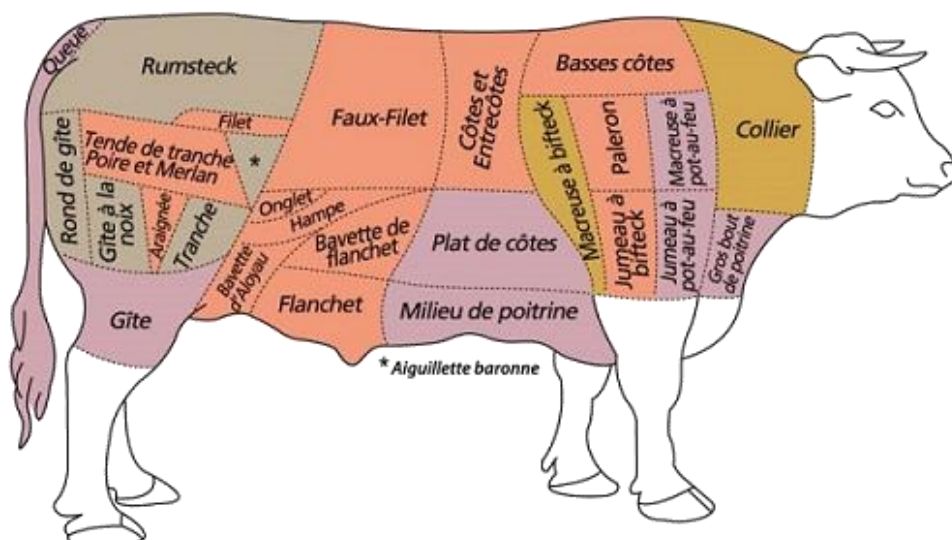 Queue
Rumsteck
Faux-Filet
Côtes et
Entrecôtes
Basses côtes
Collier
Filet
Tende de tranche
Poire et Merlan
*
Rond de gîte
Gîte à la
noix
Araignée
Tranche
Onglet
Hampe
Bavette
d'Aloyau
Bavette de
flanchet
Flanchet
Plat de côtes
Milieu de poitrine
Macreuse à bifteck
Paleron
Macreuse à
pot-au-feu
Jumeau à
bifteck
Jumeau à
pot-au-feu
Gros bout
de poitrine
Gîte
* Aiguillette baronne